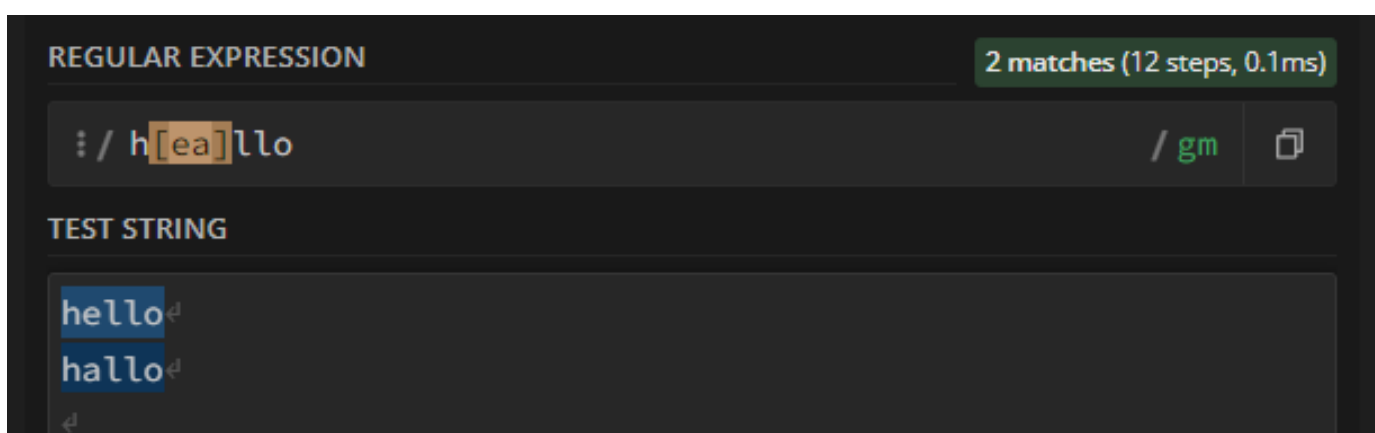 REGULAR EXPRESSION
2 matches (12 steps, 0.1ms)
/ h[ea]llo / gm
TEST STRING
hello
hallo